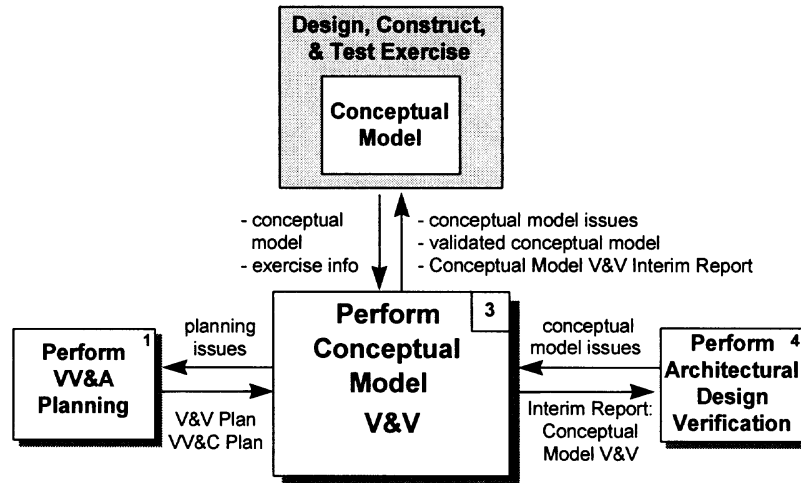 Design, Construct,
& Test Exercise
Conceptual
Model
- conceptual
model
- exercise info
- conceptual model issues
- validated conceptual model
- Conceptual Model V&V Interim Report
1
Perform
VV&A
Planning
planning
issues
V&V Plan
VV&C Plan
3
Perform
Conceptual
Model
V&V
conceptual
model issues
Interim Report:
Conceptual
Model V&V
Perform 4
Architectural
Design
Verification